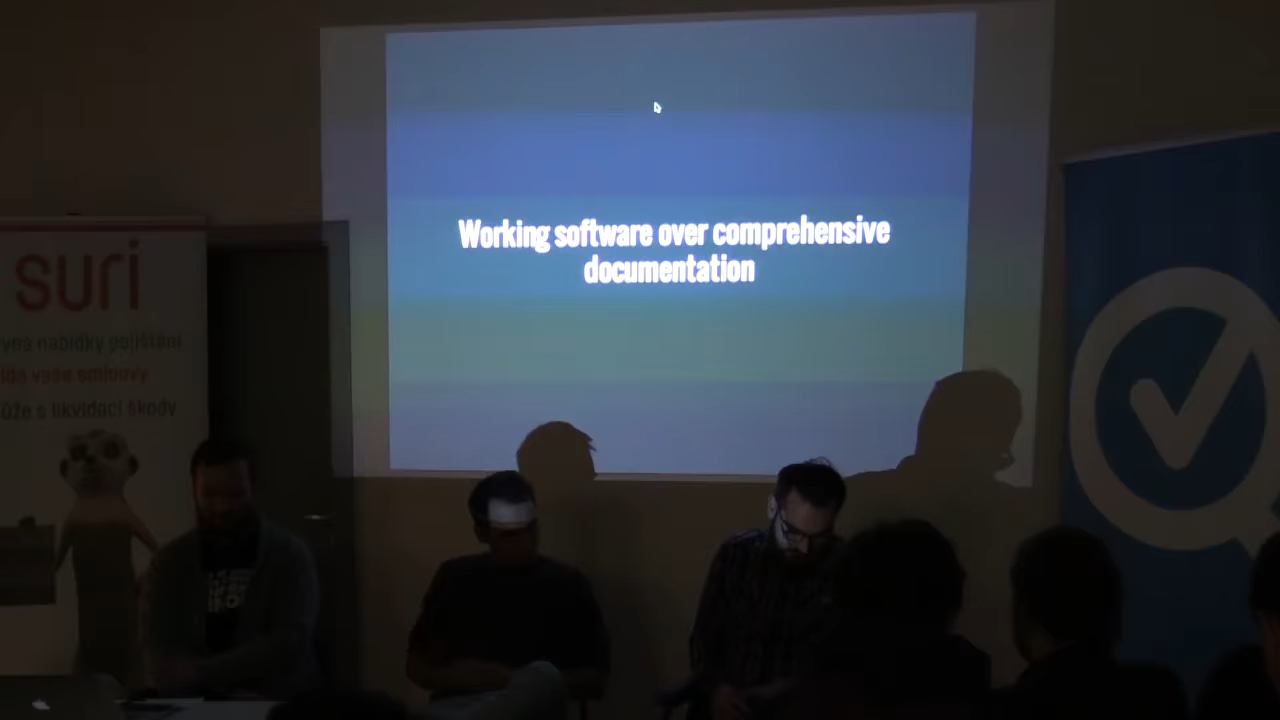 Working software over comprehensive
documentation
suri
nabídky pojištění
vaše smlouvy
s likvidací škody